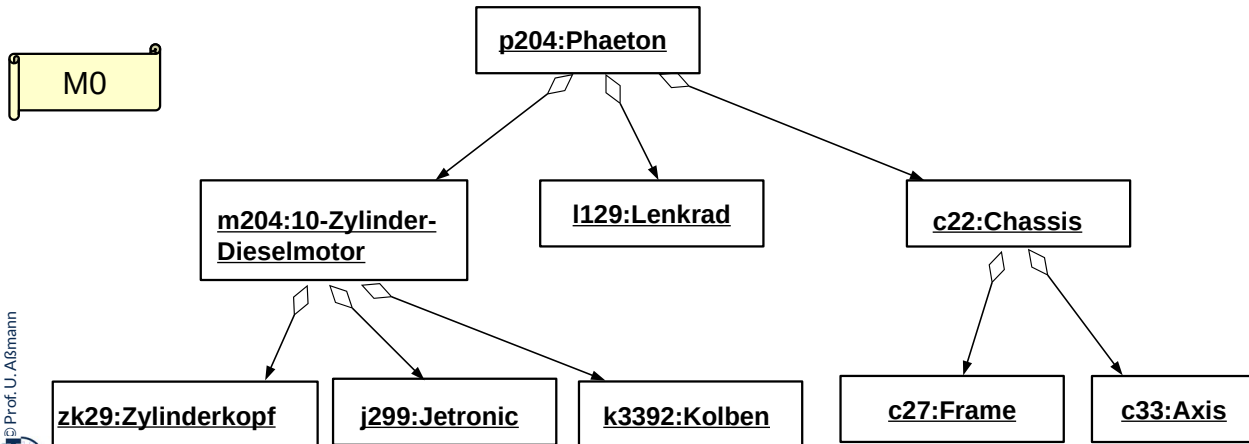 p204:Phaeton
M0
m204:10-Zylinder-
Dieselmotor
l129:Lenkrad
c22:Chassis
zk29:Zylinderkopf
j299:Jetronic
k3392:Kolben
c27:Frame
c33:Axis
© Prof. U. Aßmann